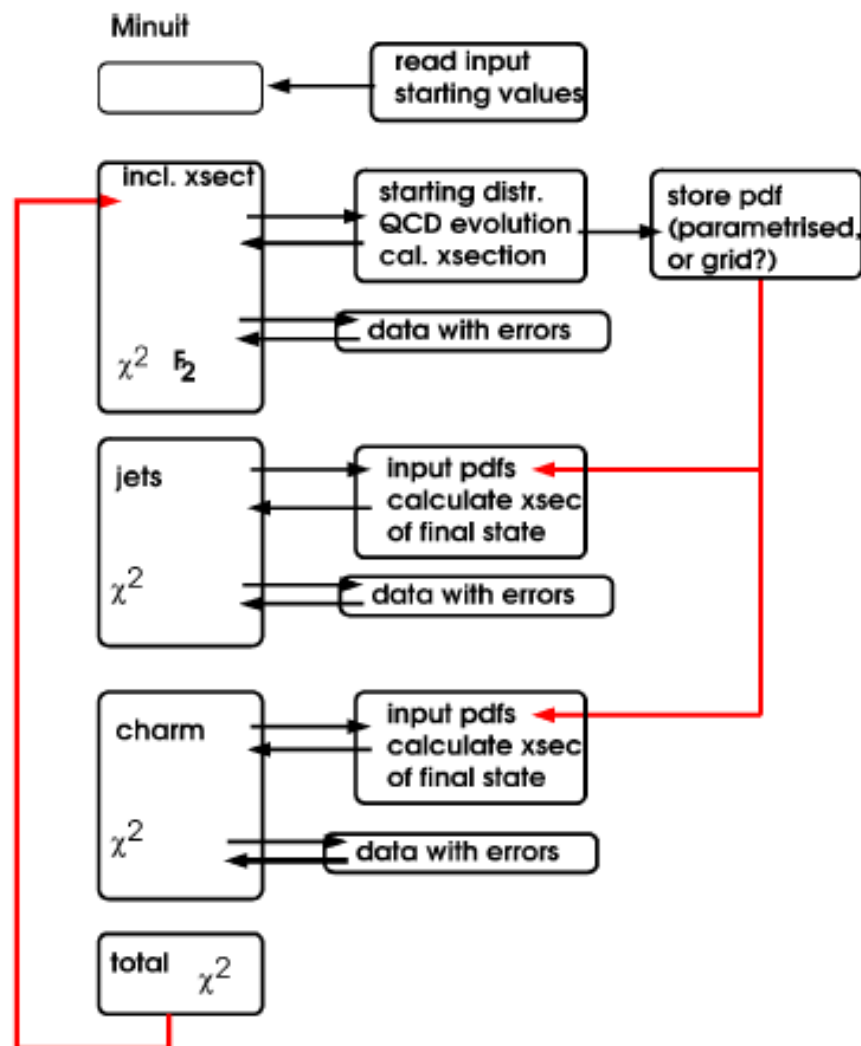 Minuit
read input
starting values
incl. xsect
starting distr.
QCD evolution
cal. xsection
store pdf
(parametrised,
or grid?)
data with errors
χ² F₂
jets
input pdfs
calculate xsec
of final state
χ²
data with errors
charm
input pdfs
calculate xsec
of final state
χ²
data with errors
total χ²